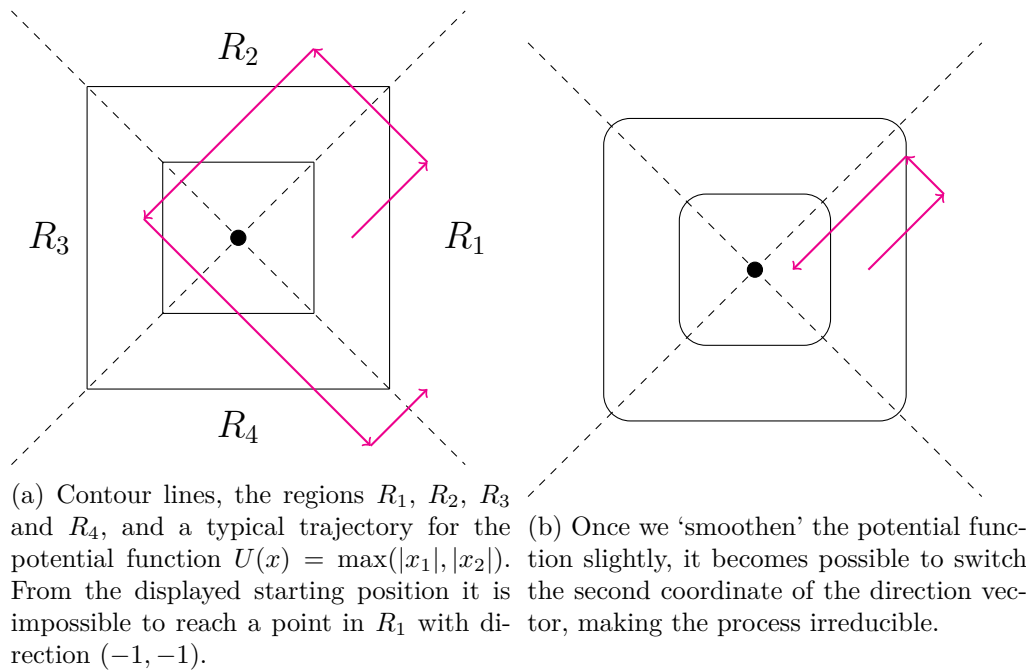 R₂
R₃
R₁
R₄
(a) Contour lines, the regions R₁, R₂, R₃
and R₄, and a typical trajectory for the
potential function U(x) = max(|x₁|, |x₂|).
From the displayed starting position it is
impossible to reach a point in R₁ with di-
rection (−1, −1).
(b) Once we ‘smoothen’ the potential func-
tion slightly, it becomes possible to switch
the second coordinate of the direction vec-
tor, making the process irreducible.